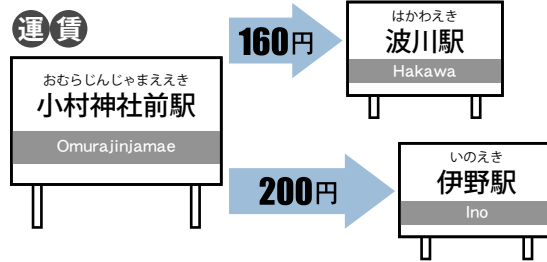 運賃
おむらじんじゃまええき
小村神社前駅
Omurajinjamae
160円
はかわえき
波川駅
Hakawa
200円
いのえき
伊野駅
Ino